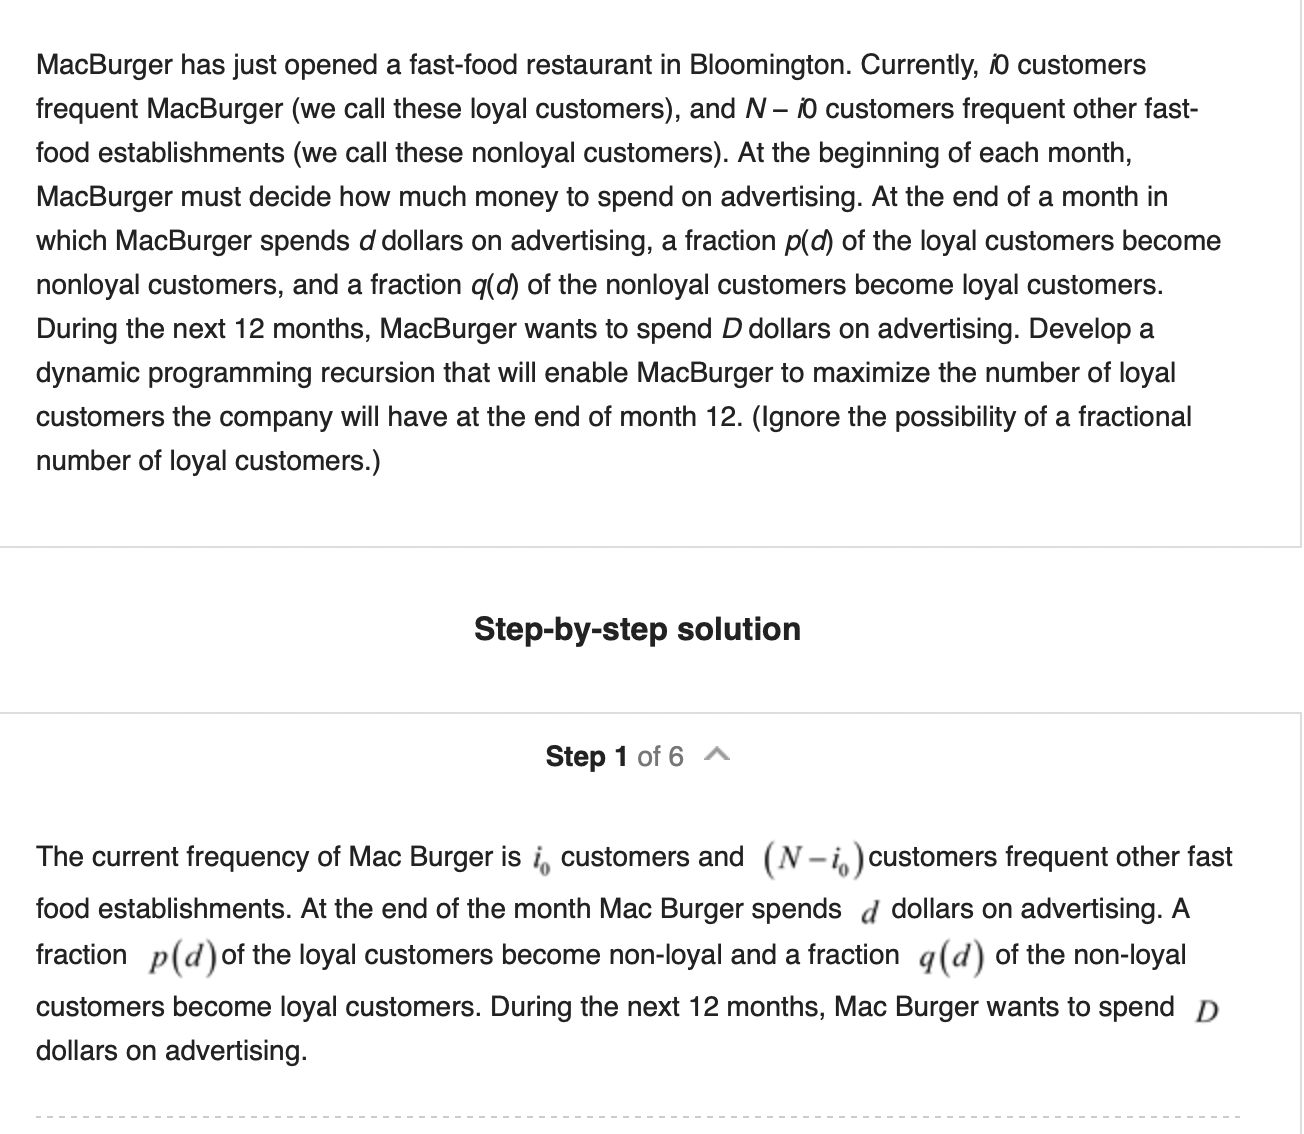 MacBurger has just opened a fast-food restaurant in Bloomington. Currently, i0 customers
frequent MacBurger (we call these loyal customers), and N – i0 customers frequent other fast-
food establishments (we call these nonloyal customers). At the beginning of each month,
MacBurger must decide how much money to spend on advertising. At the end of a month in
which MacBurger spends d dollars on advertising, a fraction p(d) of the loyal customers become
nonloyal customers, and a fraction q(d) of the nonloyal customers become loyal customers.
During the next 12 months, MacBurger wants to spend D dollars on advertising. Develop a
dynamic programming recursion that will enable MacBurger to maximize the number of loyal
customers the company will have at the end of month 12. (Ignore the possibility of a fractional
number of loyal customers.)
Step-by-step solution
Step 1 of 6
The current frequency of Mac Burger is i₀ customers and (N – i₀) customers frequent other fast
food establishments. At the end of the month Mac Burger spends d dollars on advertising. A
fraction p(d) of the loyal customers become non-loyal and a fraction q(d) of the non-loyal
customers become loyal customers. During the next 12 months, Mac Burger wants to spend D
dollars on advertising.